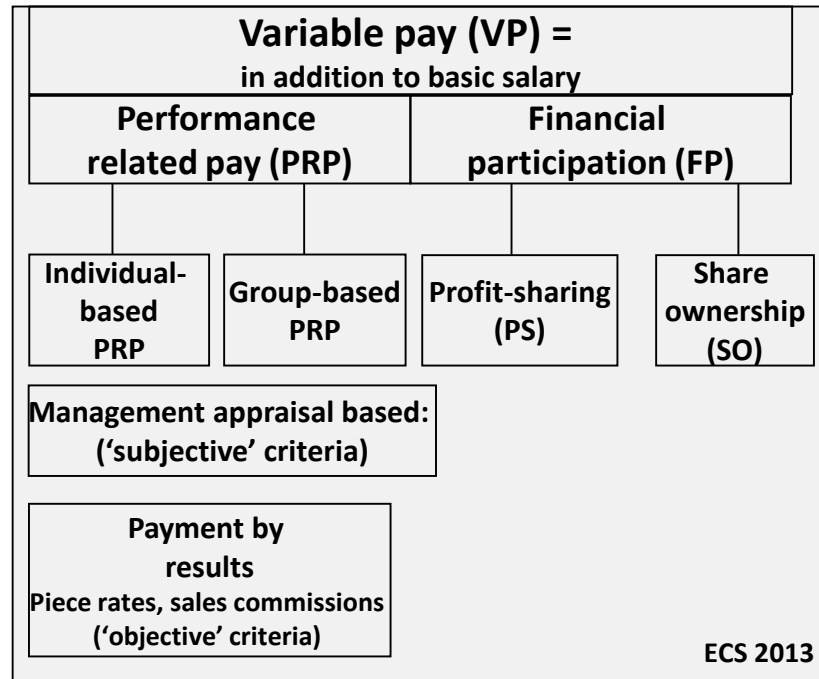 Variable pay (VP) =
in addition to basic salary
Performance
related pay (PRP)
Financial
participation (FP)
Individual-
based
PRP
Group-based
PRP
Profit-sharing
(PS)
Share
ownership
(SO)
Management appraisal based:
(‘subjective’ criteria)
Payment by
results
Piece rates, sales commissions
(‘objective’ criteria)
ECS 2013